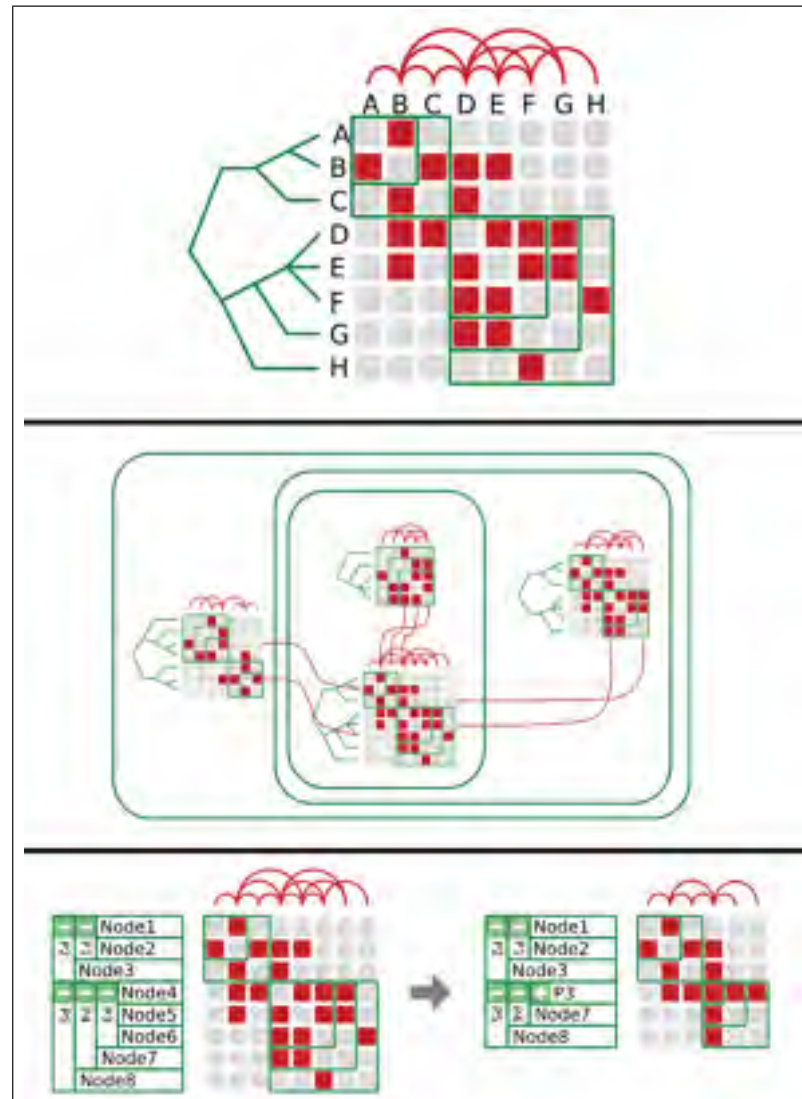 A B C D E F G H
A
B
C
D
E
F
G
H
Node1
Node2
Node3
Node4
Node5
Node6
Node7
Node8
Node1
Node2
Node3
P3
Node7
Node8